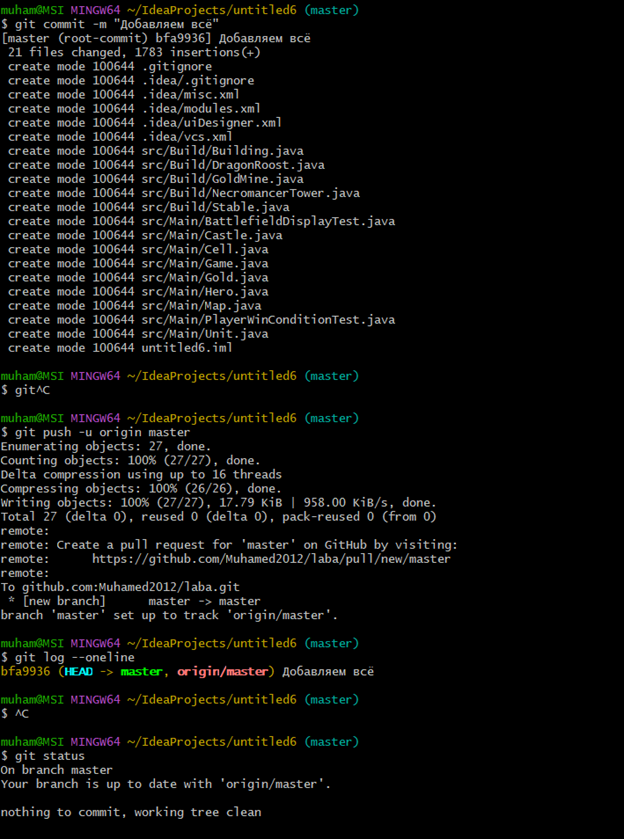 muham@MSI MINGW64 ~/IdeaProjects/untitled6 (master)
$ git commit -m "Добавляем всё"
[master (root-commit) bfa9936] Добавляем всё
 21 files changed, 1783 insertions(+)
 create mode 100644 .gitignore
 create mode 100644 .idea/.gitignore
 create mode 100644 .idea/misc.xml
 create mode 100644 .idea/modules.xml
 create mode 100644 .idea/uiDesigner.xml
 create mode 100644 .idea/vcs.xml
 create mode 100644 src/Build/Building.java
 create mode 100644 src/Build/DragonRoost.java
 create mode 100644 src/Build/GoldMine.java
 create mode 100644 src/Build/NecromancerTower.java
 create mode 100644 src/Build/Stable.java
 create mode 100644 src/Main/BattlefieldDisplayTest.java
 create mode 100644 src/Main/Castle.java
 create mode 100644 src/Main/Cell.java
 create mode 100644 src/Main/Game.java
 create mode 100644 src/Main/Gold.java
 create mode 100644 src/Main/Hero.java
 create mode 100644 src/Main/Map.java
 create mode 100644 src/Main/PlayerWinConditionTest.java
 create mode 100644 src/Main/Unit.java
 create mode 100644 untitled6.iml
muham@MSI MINGW64 ~/IdeaProjects/untitled6 (master)
$ git^C
muham@MSI MINGW64 ~/IdeaProjects/untitled6 (master)
$ git push -u origin master
Enumerating objects: 27, done.
Counting objects: 100% (27/27), done.
Delta compression using up to 16 threads
Compressing objects: 100% (26/26), done.
Writing objects: 100% (27/27), 17.79 KiB | 958.00 KiB/s, done.
Total 27 (delta 0), reused 0 (delta 0), pack-reused 0 (from 0)
remote:
remote: Create a pull request for 'master' on GitHub by visiting:
remote:      https://github.com/Muhamed2012/laba/pull/new/master
remote:
To github.com:Muhamed2012/laba.git
 * [new branch]      master -> master
branch 'master' set up to track 'origin/master'.
muham@MSI MINGW64 ~/IdeaProjects/untitled6 (master)
$ git log --oneline
bfa9936 (HEAD -> master, origin/master) Добавляем всё
muham@MSI MINGW64 ~/IdeaProjects/untitled6 (master)
$ ^C
muham@MSI MINGW64 ~/IdeaProjects/untitled6 (master)
$ git status
On branch master
Your branch is up to date with 'origin/master'.
nothing to commit, working tree clean